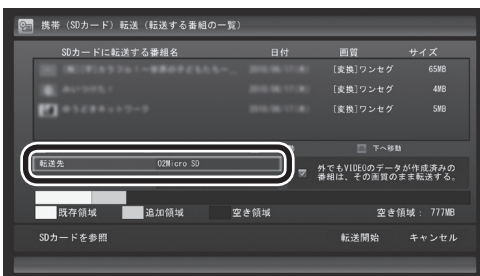 携帯（SDカード）転送（転送する番組の一覧）
SDカードに転送する番組名 日付 画質 サイズ
[変換]ワンセグ 65MB
[変換]ワンセグ 4MB
[変換]ワンセグ 5MB
下へ移動
転送先 02Micro SD
外でもVIDEOのデータが作成済みの
番組は、その画質のまま転送する。
既存領域 追加領域 空き領域 空き領域： 777MB
SDカードを参照 転送開始 キャンセル